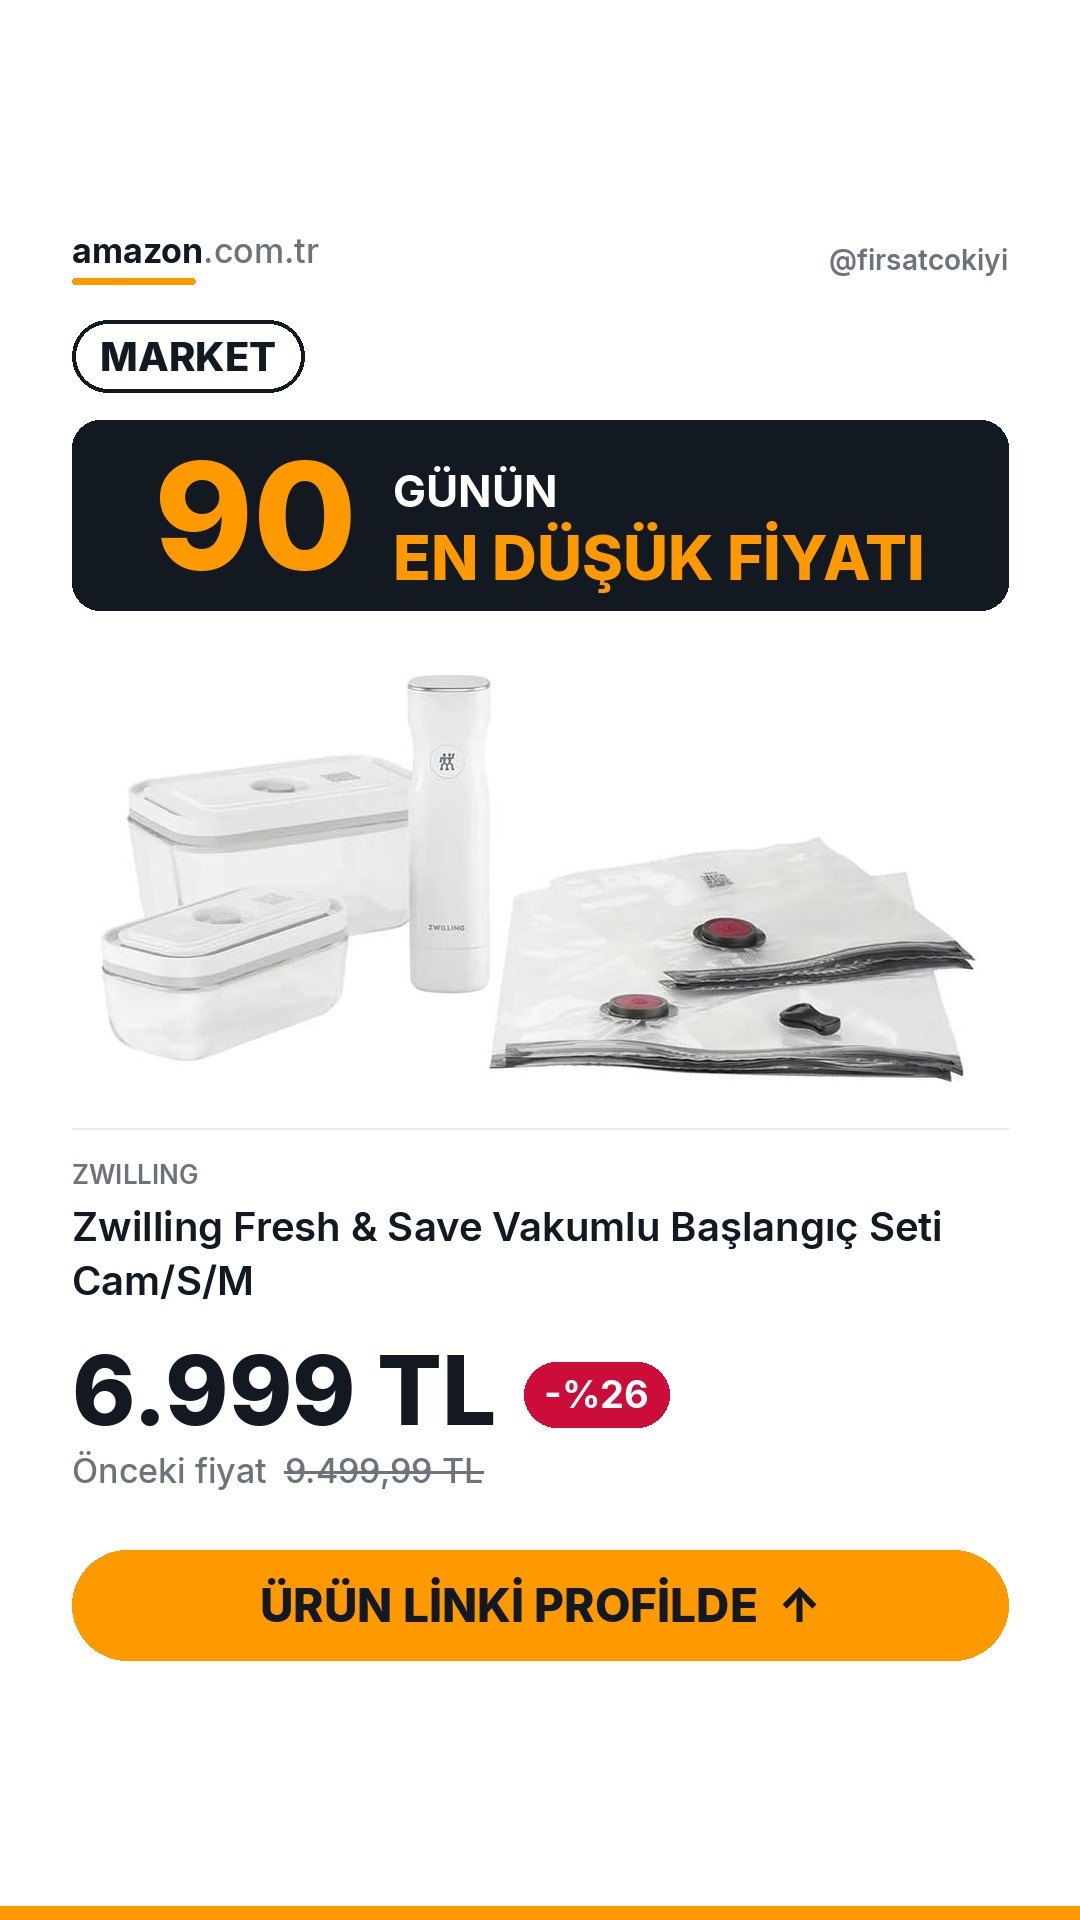 amazon.com.tr
@firsatcokiyi
MARKET
90
GÜNÜN
EN DÜŞÜK FİYATI
ZWILLING
ZWILLING
Zwilling Fresh & Save Vakumlu Başlangıç Seti
Cam/S/M
6.999 TL
-%26
Önceki fiyat 9.499,99 TL
ÜRÜN LİNKİ PROFİLDE ↑